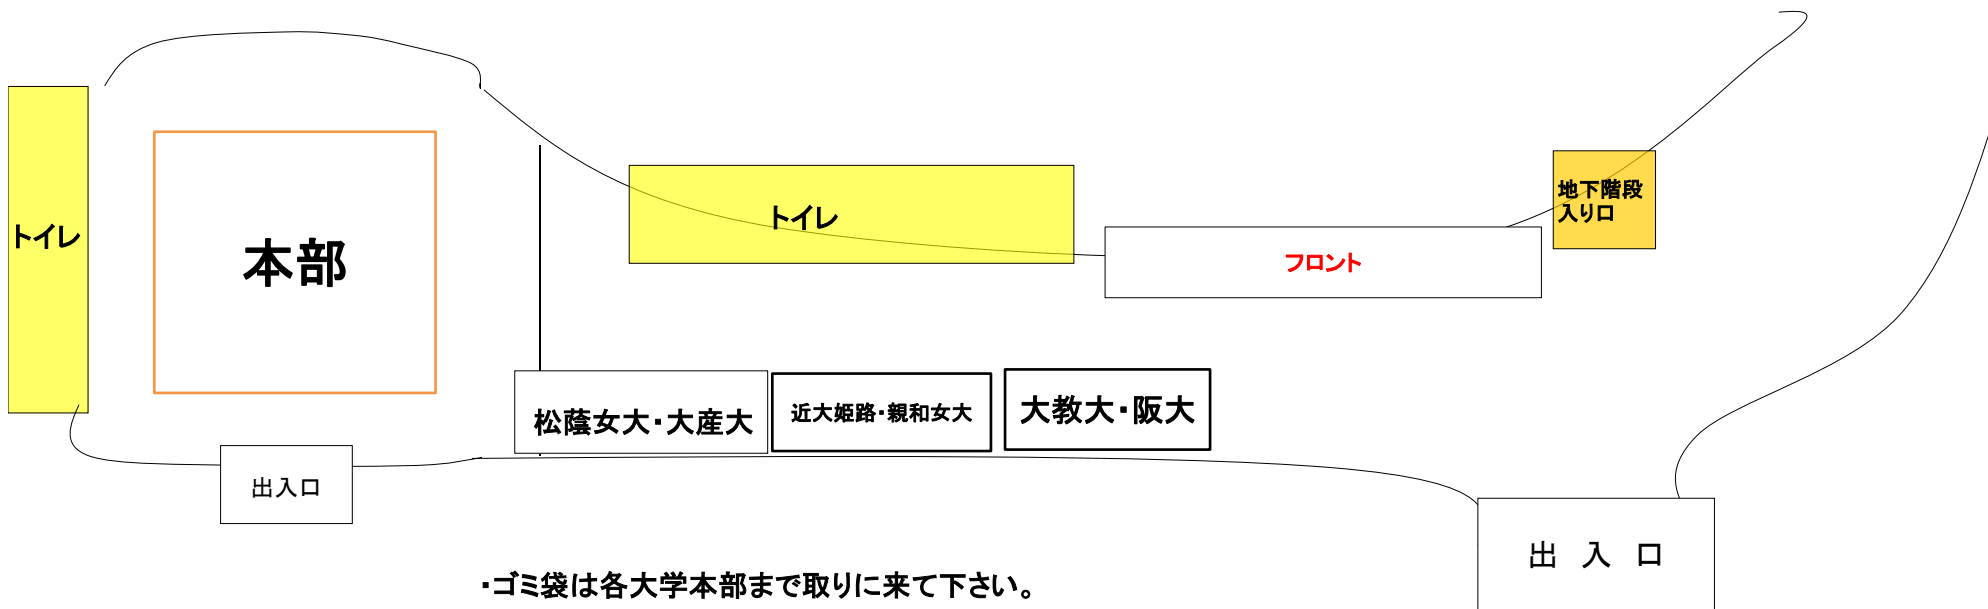 トイレ
本部
トイレ
地下階段
入り口
フロント
松蔭女大・大産大
近大姫路・親和女大
大教大・阪大
出入口
出　入　口
・ゴミ袋は各大学本部まで取りに来て下さい。